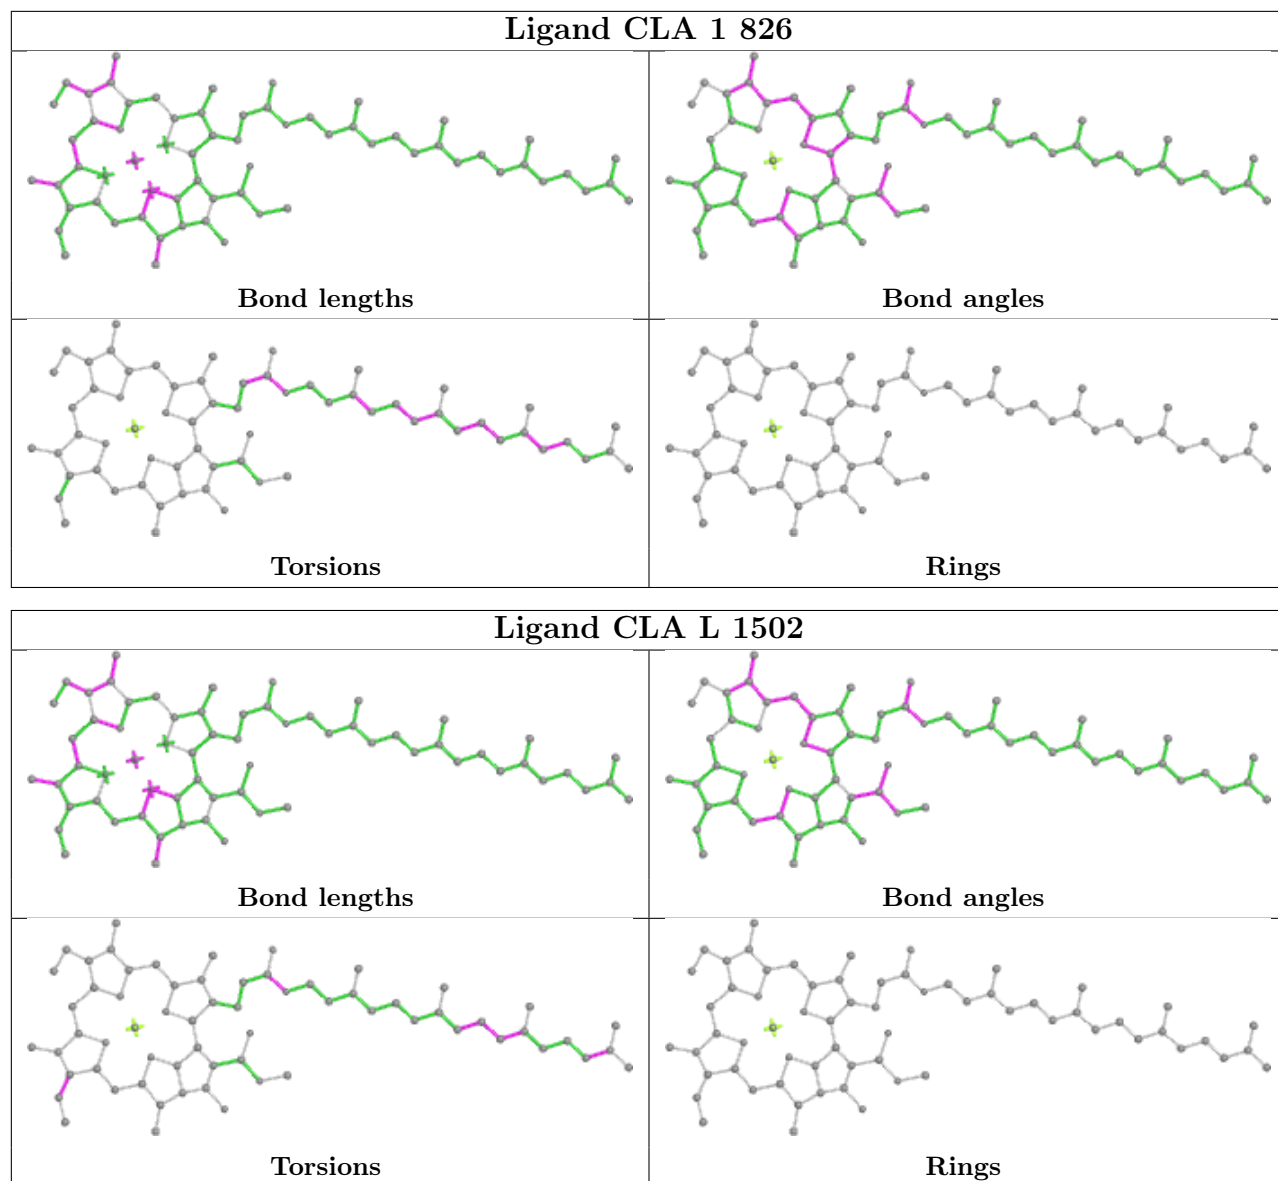 Ligand CLA 1 826
Bond lengths
Bond angles
Torsions
Rings
Ligand CLA L 1502
Bond lengths
Bond angles
Torsions
Rings